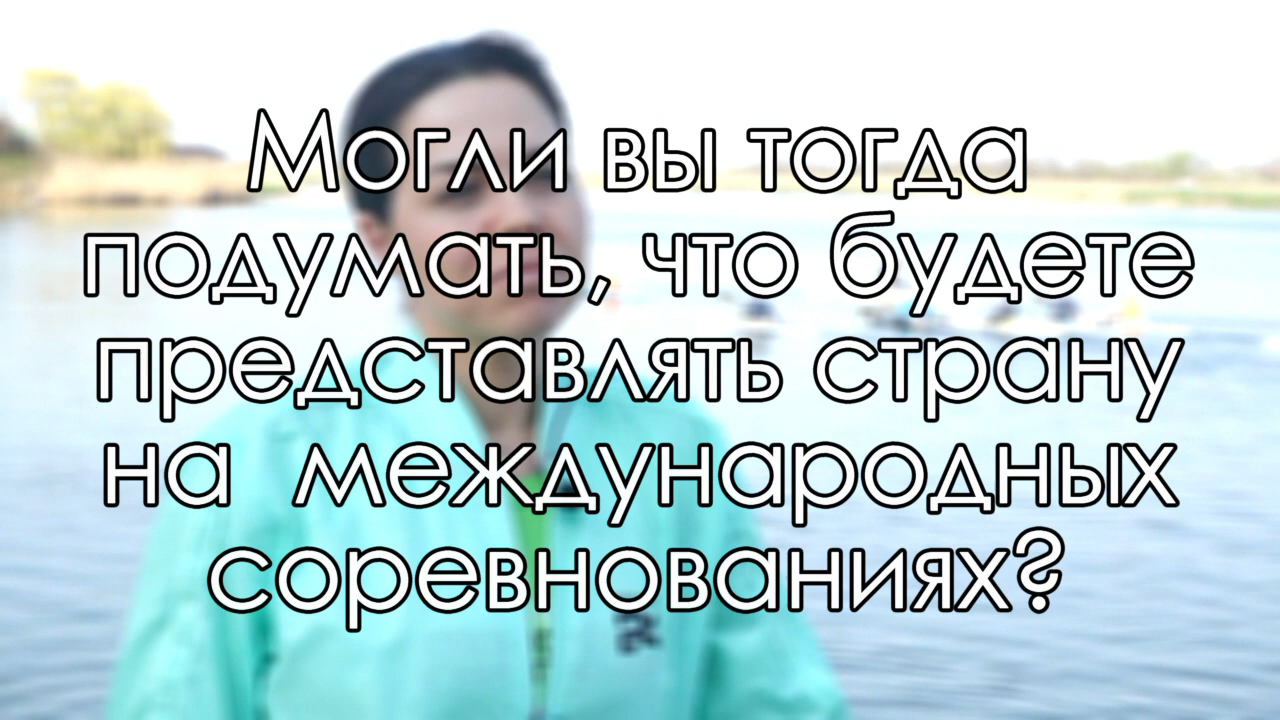 Могли вы тогда
подумать, что будете
представлять страну
на  международных
соревнованиях?